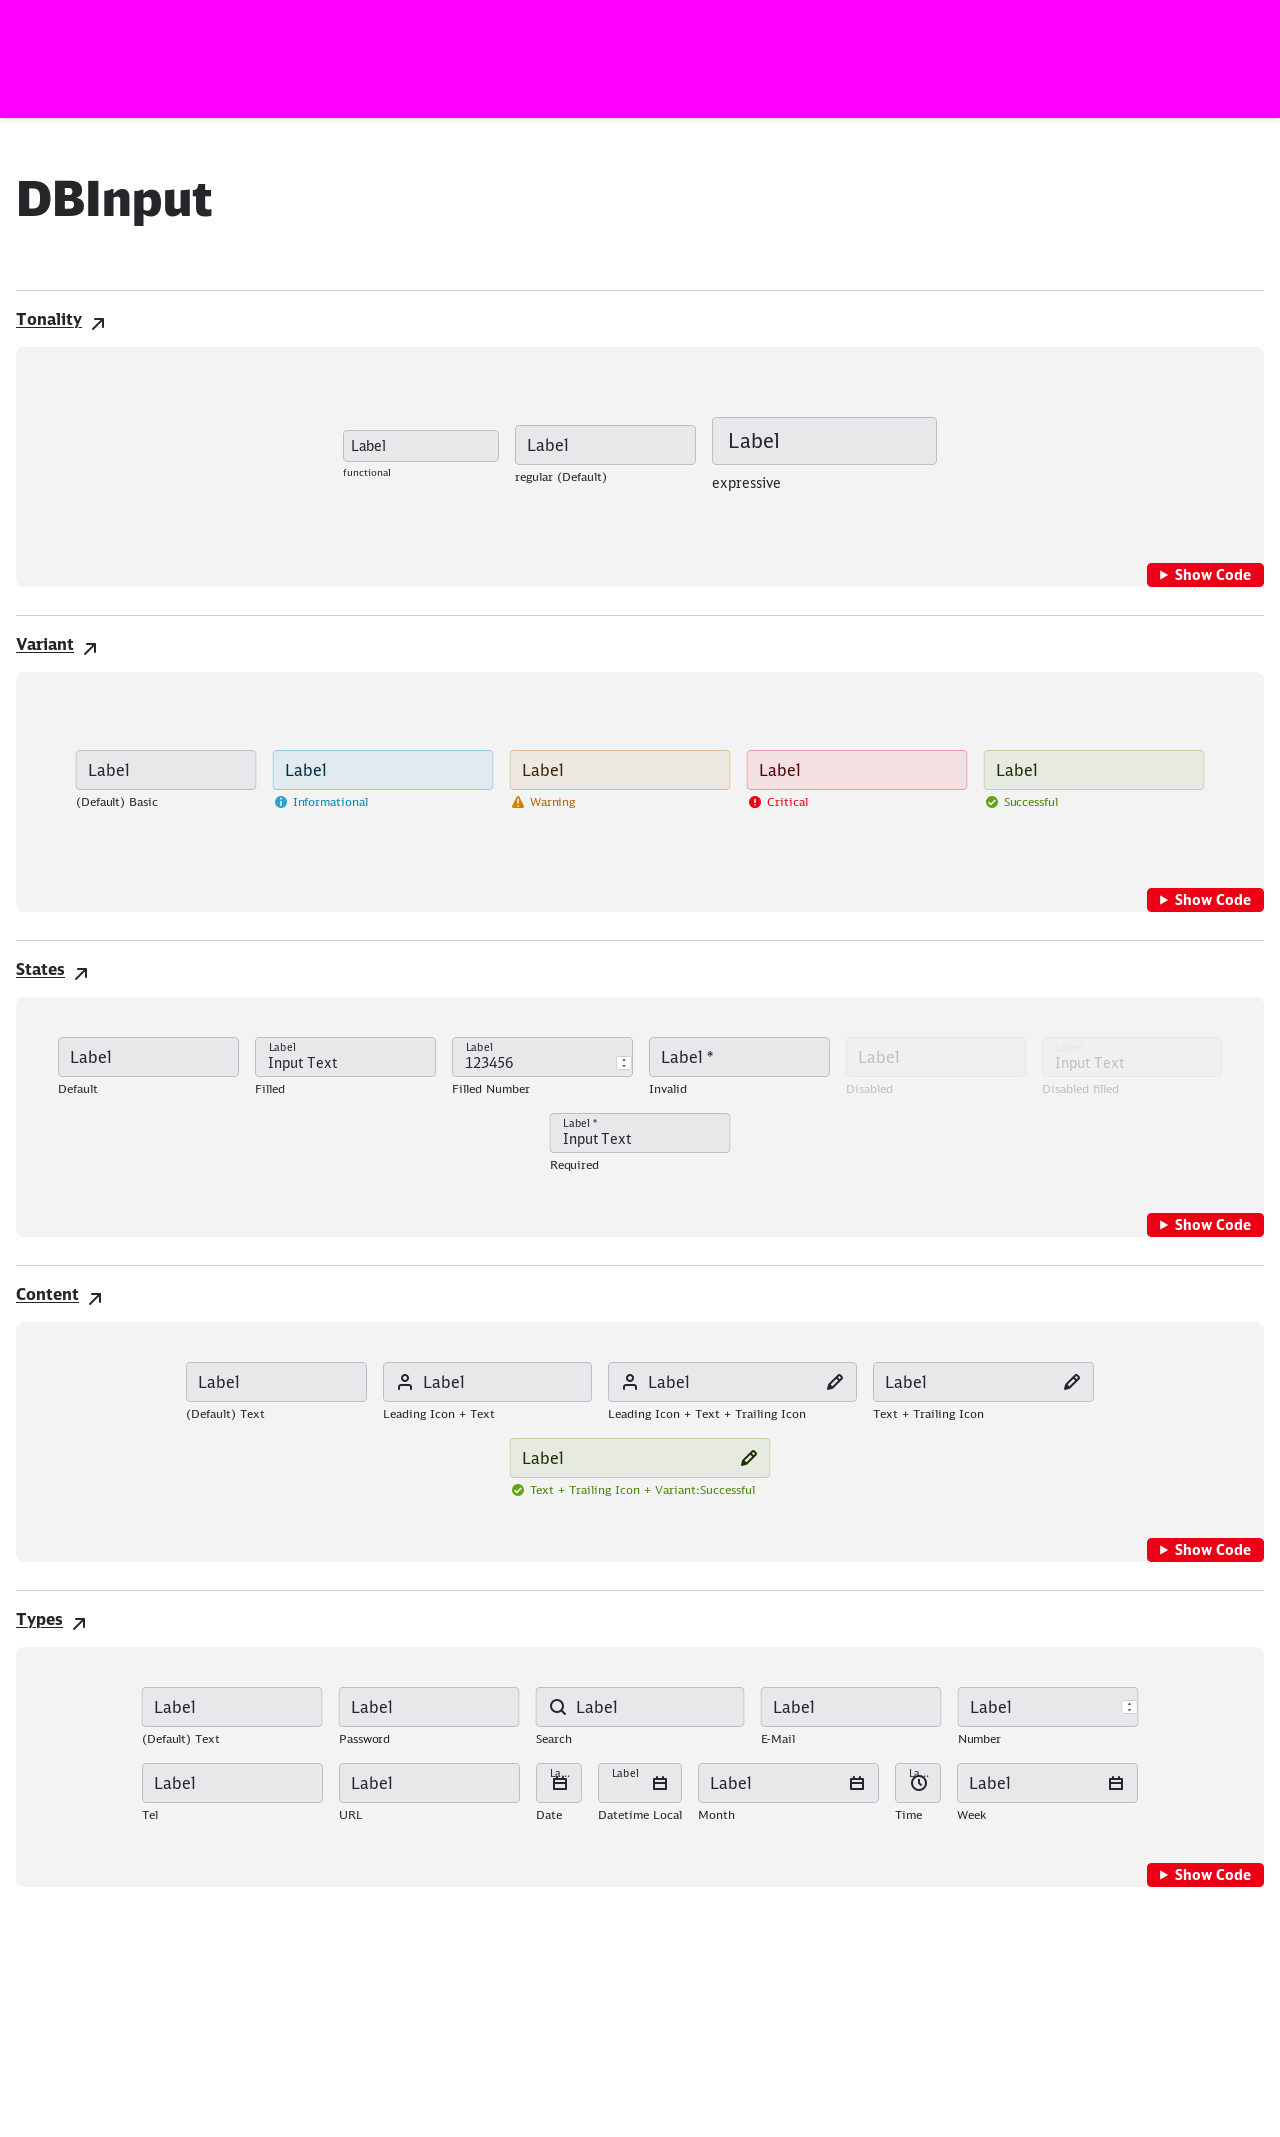 DBInput
Tonality
Label Label Label
functional regular (Default) expressive
Show Code
Variant
Label Label Label Label Label
(Default) Basic Informational Warning Critical Successful
Show Code
States
Label Label Input Text Label 123456 Label * Label Label Input Text
Default Filled Filled Number Invalid Disabled Disabled filled
Label *
Input Text
Required
Show Code
Content
Label Label Label Label
(Default) Text Leading Icon + Text Leading Icon + Text + Trailing Icon Text + Trailing Icon
Label
Text + Trailing Icon + Variant:Successful
Show Code
Types
Label Label Label Label Label
(Default) Text Password Search E-Mail Number
Label Label La... Label Label La... Label
Tel URL Date Datetime Local Month Time Week
Show Code